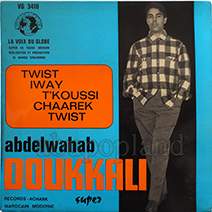 VG 3410
LA VOIX DU GLOBE
TWIST
IWAY
T'KOUSSI
CHAAREK
TWIST
abdelwahab
DOUKKALI
super
RECORDS-ACHARK
MAROCAIN MODERNE